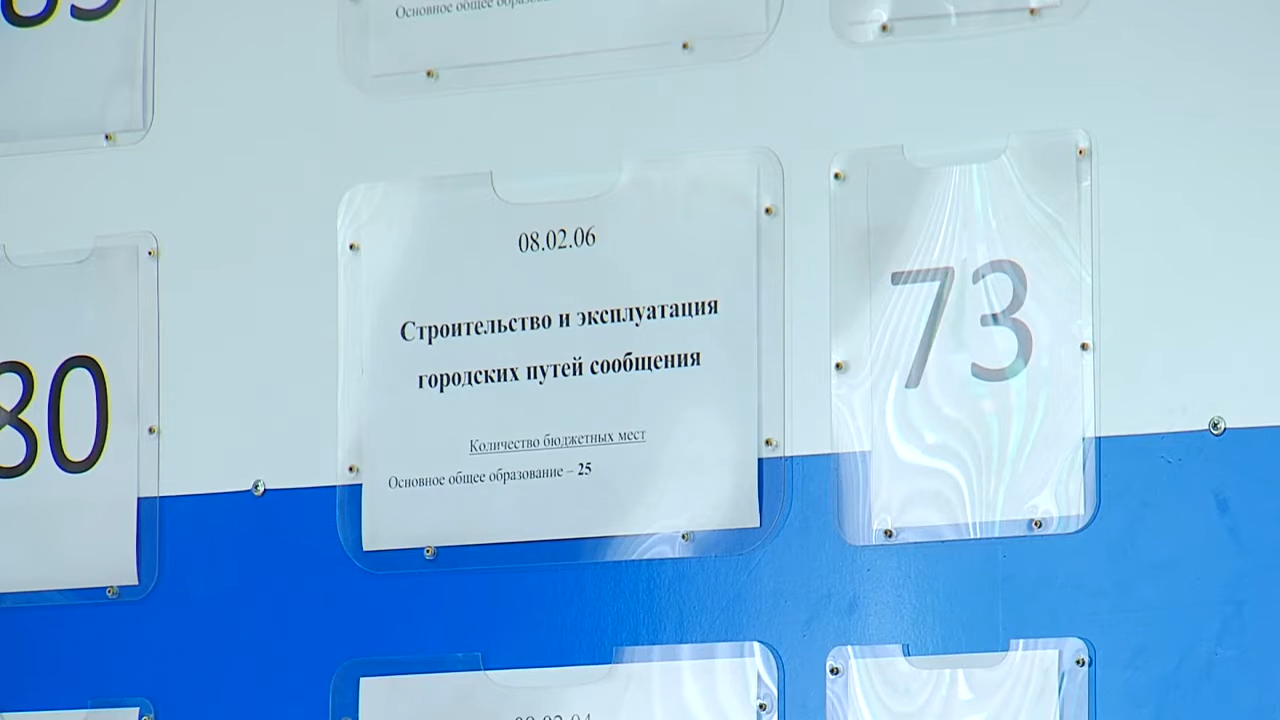 Основное общее
08.02.06
Строительство и эксплуатация
городских путей сообщения
Количество бюджетных мест
Основное общее образование – 25
73
80